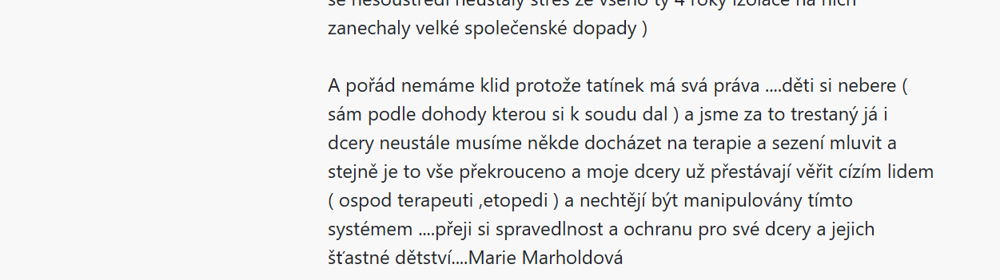 se nesoustředí neustálý stres ze všeho ty 4 roky izolace na nich
zanechaly velké společenské dopady )
A pořád nemáme klid protože tatínek má svá práva ....děti si nebere (
sám podle dohody kterou si k soudu dal ) a jsme za to trestaný já i
dcery neustále musíme někde docházet na terapie a sezení mluvit a
stejně je to vše překrouceno a moje dcery už přestávají věřit cízím lidem
( ospod terapeuti ,etopedi ) a nechtějí být manipulovány tímto
systémem ....přeji si spravedlnost a ochranu pro své dcery a jejich
šťastné dětství....Marie Marholdová